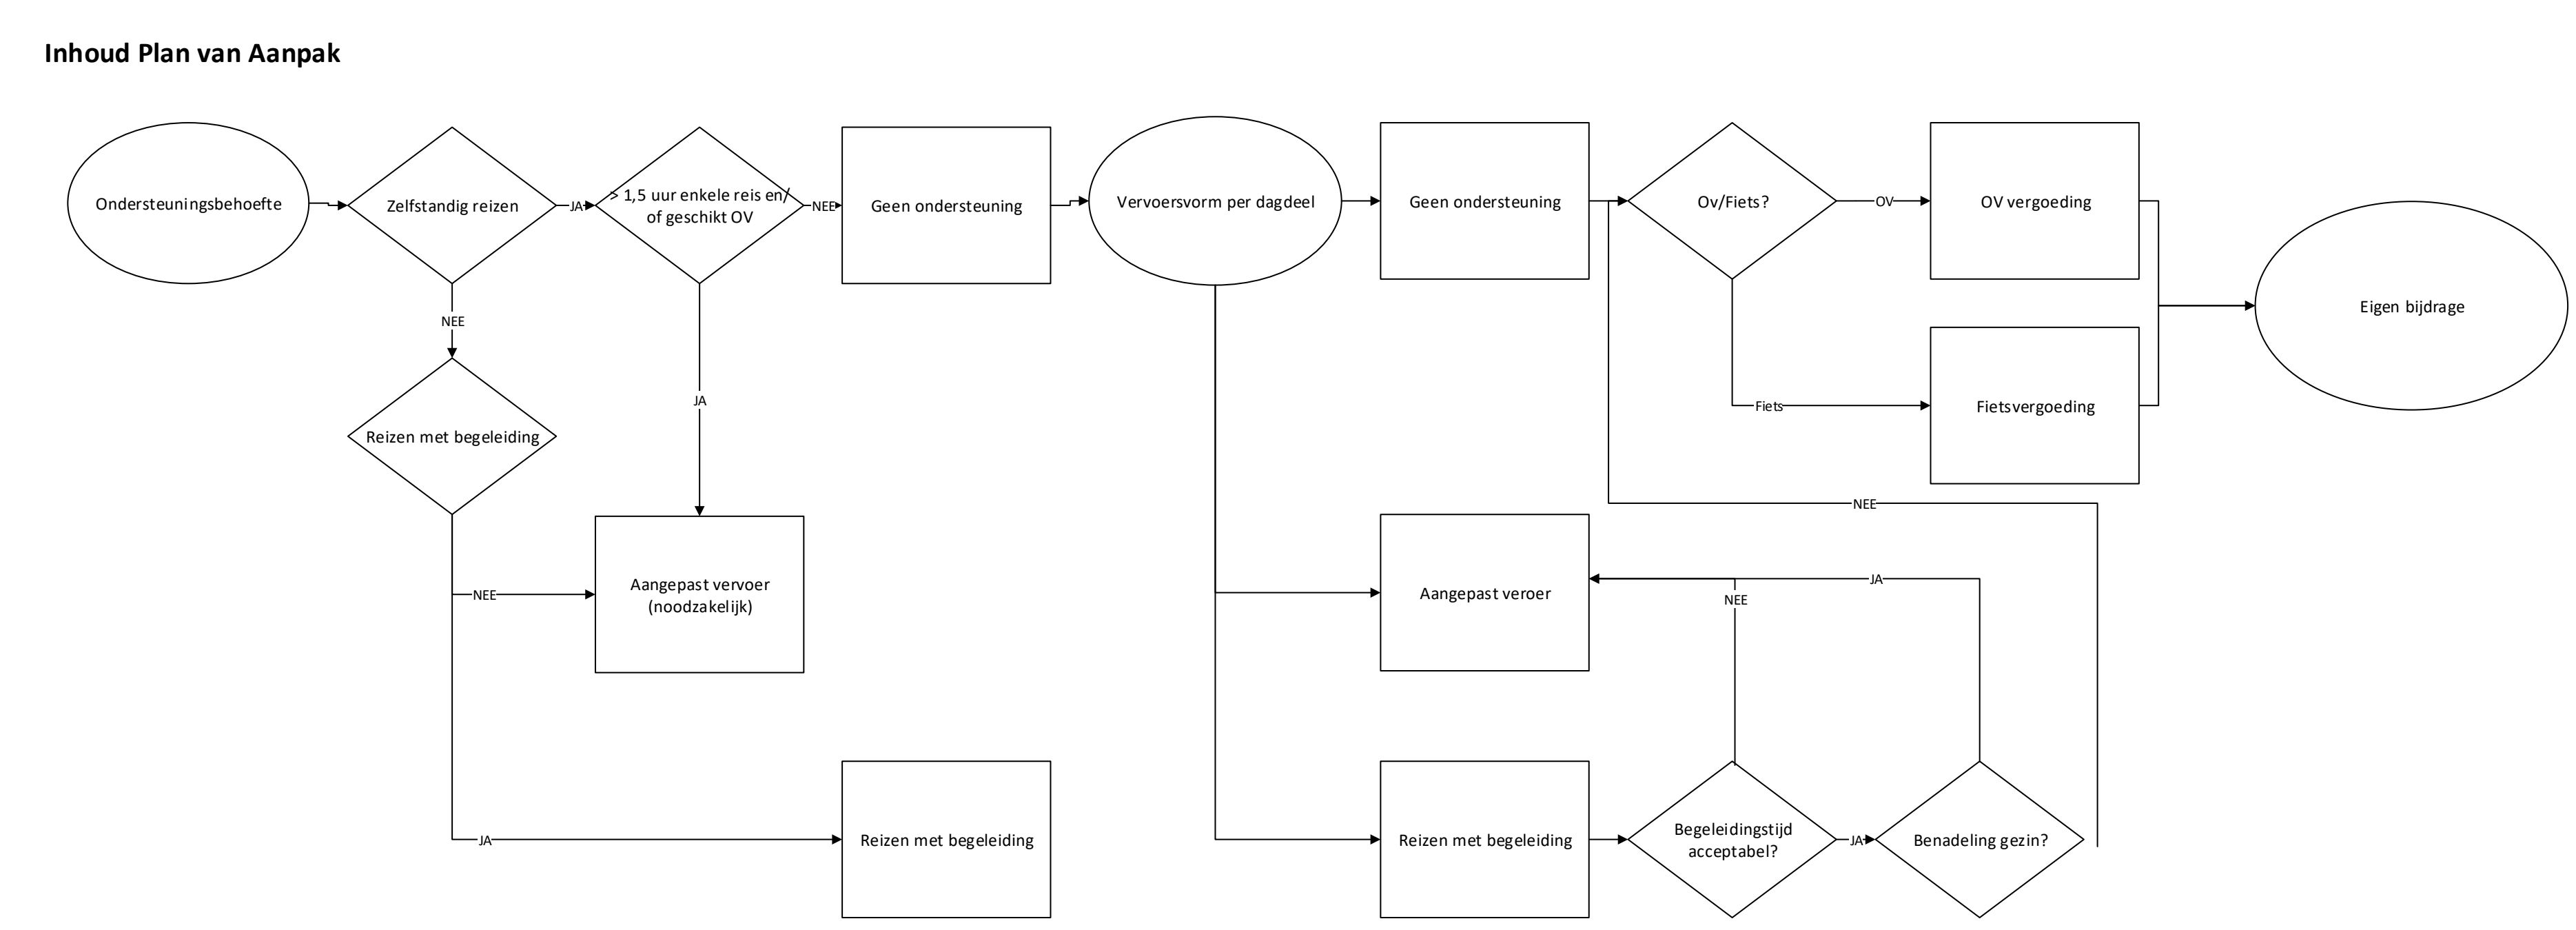 Inhoud Plan van Aanpak
Ondersteuningsbehoefte
Zelfstandig reizen
JA
> 1,5 uur enkele reis en/
of geschikt OV
NEE
Geen ondersteuning
Vervoersvorm per dagdeel
Geen ondersteuning
Ov/Fiets?
OV
OV vergoeding
Eigen bijdrage
NEE
JA
Fiets
Fietsvergoeding
Reizen met begeleiding
NEE
NEE
Aangepast vervoer
(noodzakelijk)
Aangepast veroer
NEE
JA
JA
Reizen met begeleiding
Reizen met begeleiding
Begeleidingstijd
acceptabel?
JA
Benadeling gezin?